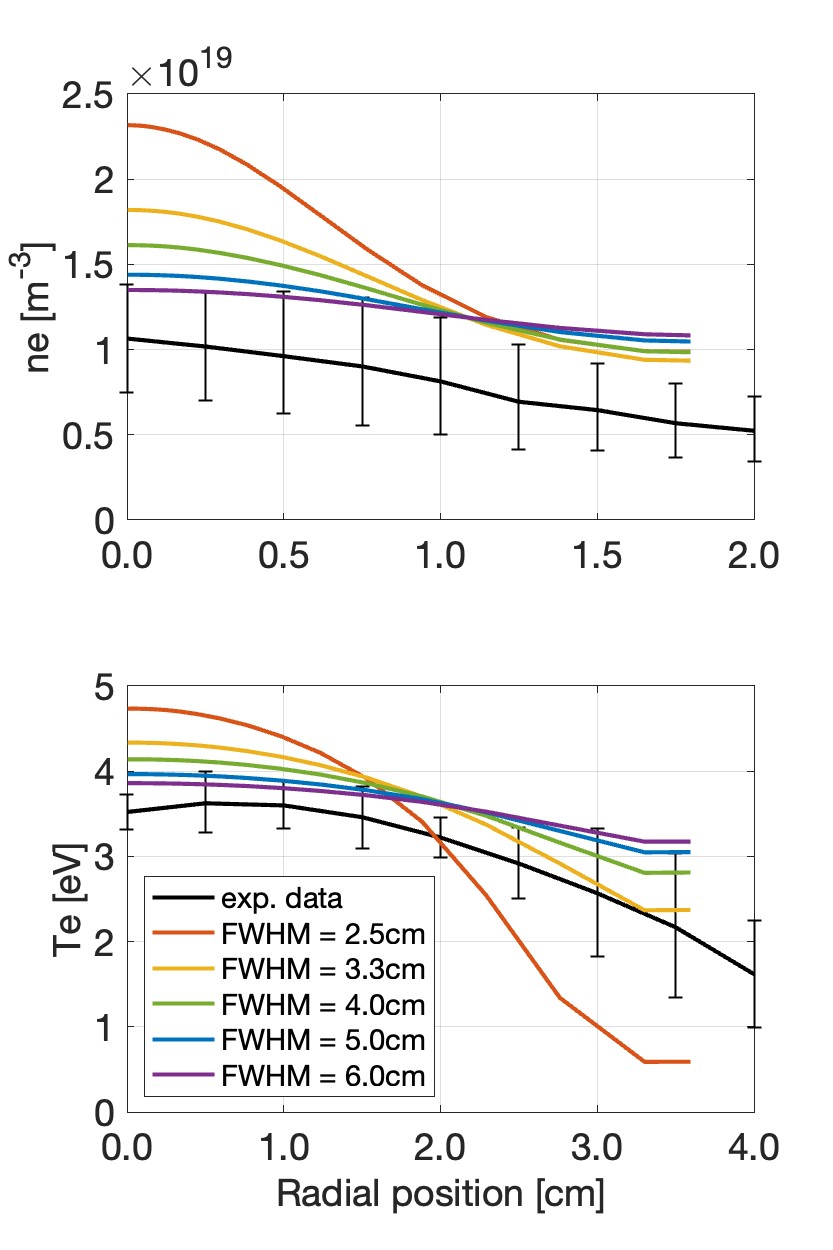 ×10^19
2.5
2
1.5
1
0.5
0
ne [m^-3]
0.0 0.5 1.0 1.5 2.0
5
4
3
2
1
0
Te [eV]
exp. data
FWHM = 2.5cm
FWHM = 3.3cm
FWHM = 4.0cm
FWHM = 5.0cm
FWHM = 6.0cm
0.0 1.0 2.0 3.0 4.0
Radial position [cm]